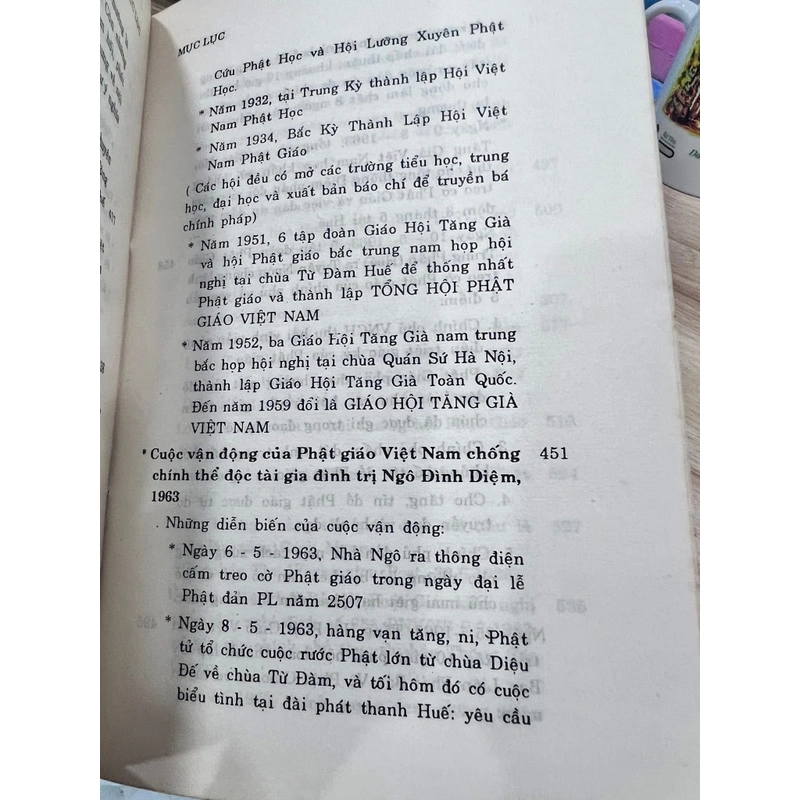 MỤC LỤC
Cứu Phật Học và Hội Lưỡng Xuyên Phật
Học.
* Năm 1932, tại Trung Kỳ thành lập Hội Việt
Nam Phật Học
* Năm 1934, Bắc Kỳ Thành Lập Hội Việt
Nam Phật Giáo
( Các hội đều có mở các trường tiểu học, trung
học, đại học và xuất bản báo chí để truyền bá
chính pháp)
* Năm 1951, 6 tập đoàn Giáo Hội Tăng Già
và hội Phật giáo bắc trung nam họp hội
nghị tại chùa Từ Đàm Huế để thống nhất
Phật giáo và thành lập TỔNG HỘI PHẬT
GIÁO VIỆT NAM
* Năm 1952, ba Giáo Hội Tăng Già nam trung
bắc họp hội nghị tại chùa Quán Sứ Hà Nội,
thành lập Giáo Hội Tăng Già Toàn Quốc.
Đến năm 1959 đổi là GIÁO HỘI TĂNG GIÀ
VIỆT NAM
* Cuộc vận động của Phật giáo Việt Nam chống 451
chính thể độc tài gia đình trị Ngô Đình Diệm,
1963
. Những diễn biến của cuộc vận động:
* Ngày 6 - 5 - 1963, Nhà Ngô ra thông điện
cấm treo cờ Phật giáo trong ngày đại lễ
Phật đản PL năm 2507
* Ngày 8 - 5 - 1963, hàng vạn tăng, ni, Phật
tử tổ chức cuộc rước Phật lớn từ chùa Diệu
Đế về chùa Từ Đàm, và tối hôm đó có cuộc
biểu tình tại đài phát thanh Huế: yêu cầu